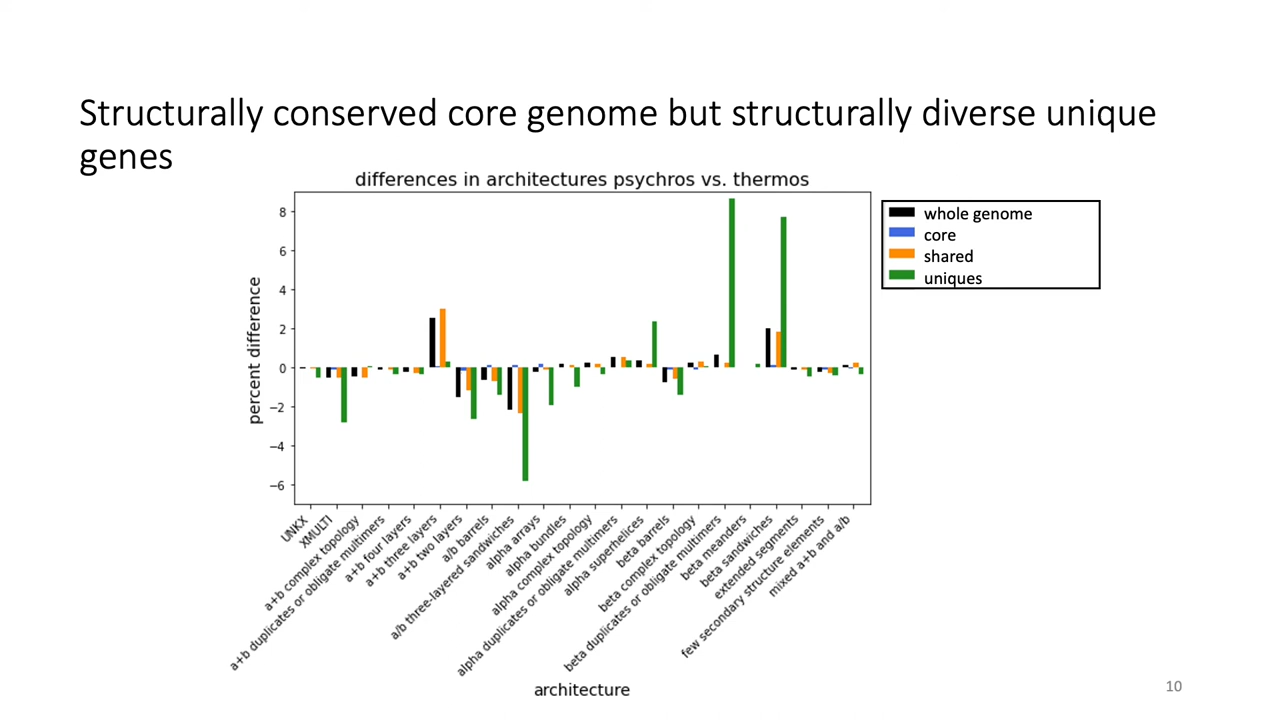 Structurally conserved core genome but structurally diverse unique
genes
differences in architectures psychros vs. thermos
whole genome
core
shared
uniques
percent difference
8
6
4
2
0
−2
−4
−6
UNKX
XMULTI
a+b complex topology
a+b duplicates or obligate multimers
a+b four layers
a+b three layers
a+b two layers
a/b barrels
a/b three-layered sandwiches
alpha arrays
alpha bundles
alpha complex topology
alpha duplicates or obligate multimers
alpha superhelices
beta barrels
beta complex topology
beta duplicates or obligate multimers
beta meanders
beta sandwiches
extended segments
few secondary structure elements
mixed a+b and a/b
architecture
10